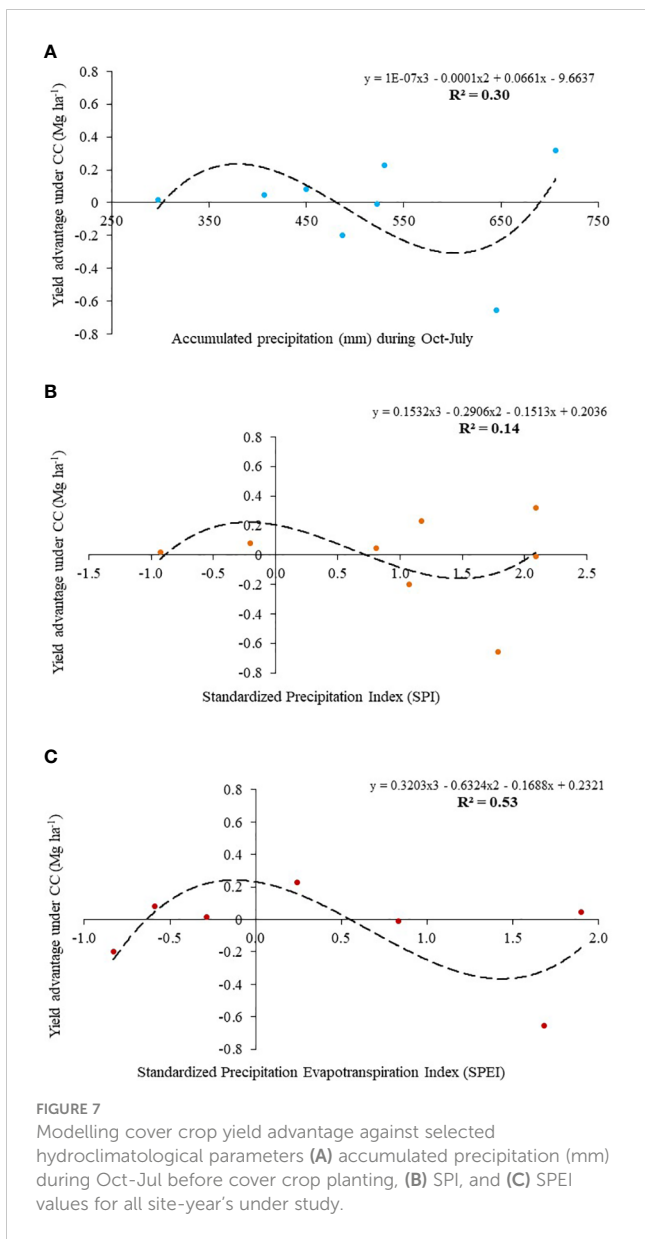 A
y = 1E-07x3 - 0.0001x2 + 0.0661x - 9.6637
R² = 0.30
Yield advantage under CC (Mg ha-1)
0.8
0.6
0.4
0.2
0
-0.2
-0.4
-0.6
-0.8
250 350 450 550 650 750
Accumulated precipitation (mm) during Oct-July
B
y = 0.1532x3 - 0.2906x2 - 0.1513x + 0.2036
R² = 0.14
Yield advantage under CC (Mg ha-1)
0.8
0.6
0.4
0.2
0
-0.2
-0.4
-0.6
-0.8
-1.5 -1.0 -0.5 0.0 0.5 1.0 1.5 2.0 2.5
Standardized Precipitation Index (SPI)
C
y = 0.3203x3 - 0.6324x2 - 0.1688x + 0.2321
R² = 0.53
Yield advantage under CC (Mg ha-1)
0.8
0.6
0.4
0.2
0
-0.2
-0.4
-0.6
-0.8
-1.0 -0.5 0.0 0.5 1.0 1.5 2.0
Standardized Precipitation Evapotranspiration Index (SPEI)
FIGURE 7
Modelling cover crop yield advantage against selected
hydroclimatological parameters (A) accumulated precipitation (mm)
during Oct-Jul before cover crop planting, (B) SPI, and (C) SPEI
values for all site-year's under study.